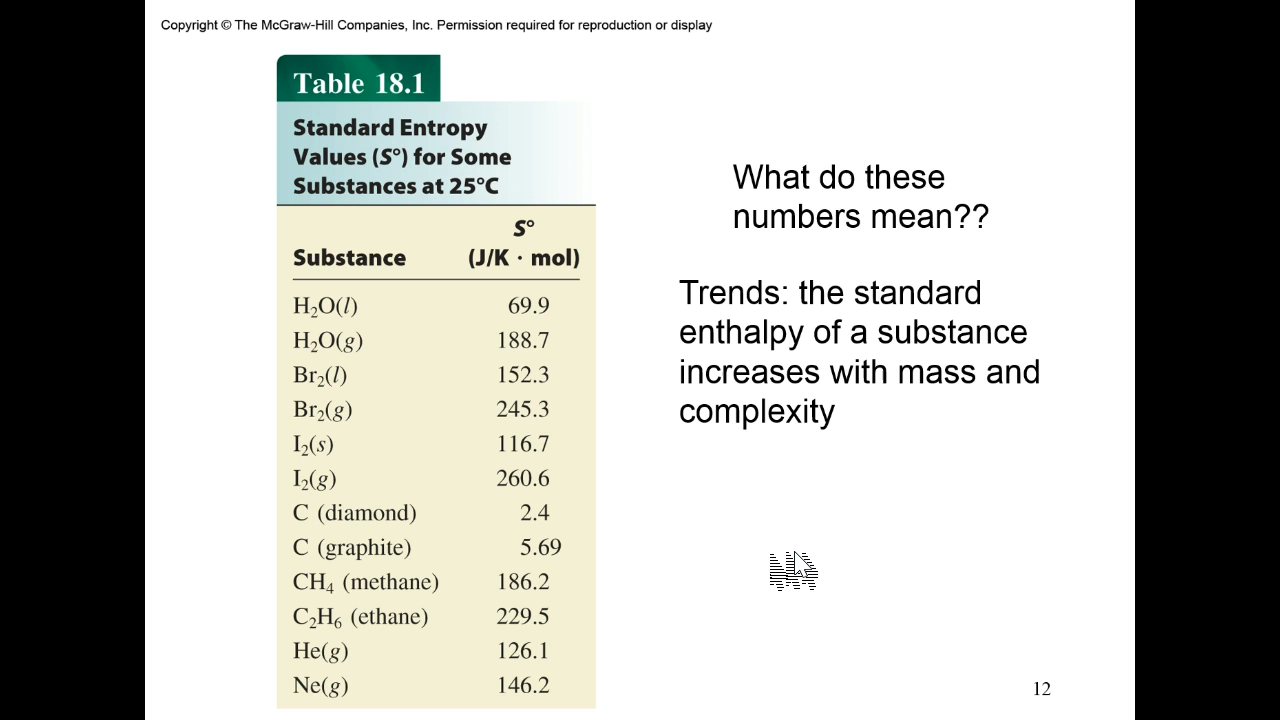 Copyright © The McGraw-Hill Companies, Inc. Permission required for reproduction or display
Table 18.1
Standard Entropy
Values (S°) for Some
Substances at 25°C
S°
Substance (J/K · mol)
H₂O(l) 69.9
H₂O(g) 188.7
Br₂(l) 152.3
Br₂(g) 245.3
I₂(s) 116.7
I₂(g) 260.6
C (diamond) 2.4
C (graphite) 5.69
CH₄ (methane) 186.2
C₂H₆ (ethane) 229.5
He(g) 126.1
Ne(g) 146.2
What do these
numbers mean??
Trends: the standard
enthalpy of a substance
increases with mass and
complexity
12